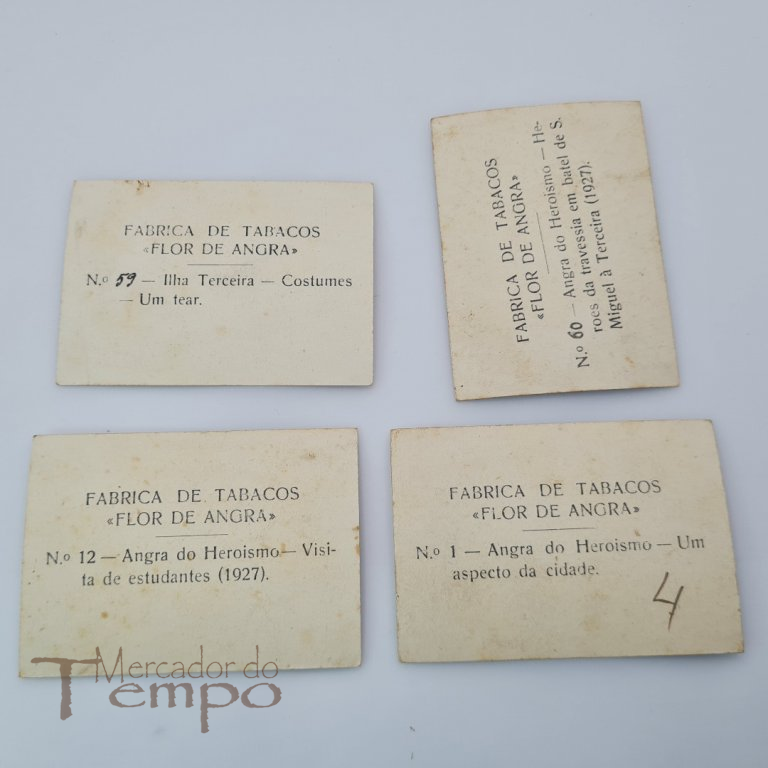 FABRICA DE TABACOS
«FLOR DE ANGRA»
N.º 59 — Ilha Terceira — Costumes
— Um tear.
FABRICA DE TABACOS
«FLOR DE ANGRA»
N.º 60 — Angra do Heroismo — He-
roes da travessia em batel de S.
Miguel à Terceira (1927).
FABRICA DE TABACOS
«FLOR DE ANGRA»
N.º 12 — Angra do Heroismo — Visi-
ta de estudantes (1927).
FABRICA DE TABACOS
«FLOR DE ANGRA»
N.º 1 — Angra do Heroismo — Um
aspecto da cidade.
4
Mercador do
Tempo